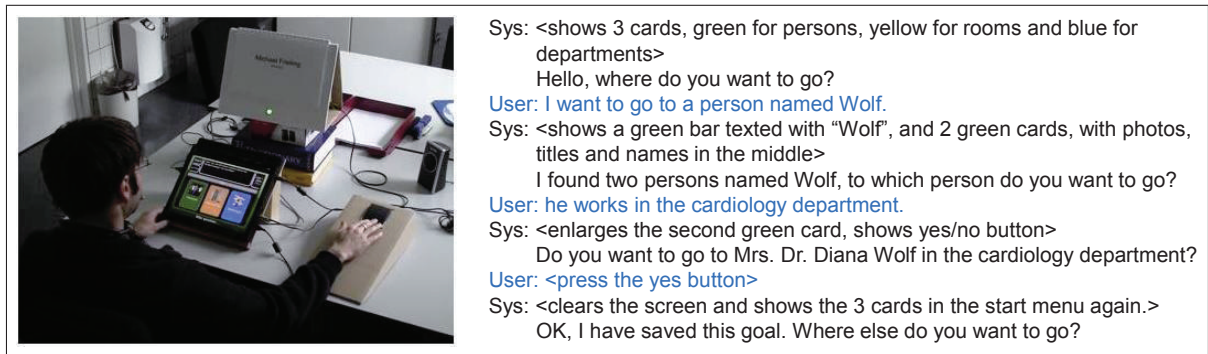 Sys: <shows 3 cards, green for persons, yellow for rooms and blue for
departments>
Hello, where do you want to go?
User: I want to go to a person named Wolf.
Sys: <shows a green bar texted with “Wolf”, and 2 green cards, with photos,
titles and names in the middle>
I found two persons named Wolf, to which person do you want to go?
User: he works in the cardiology department.
Sys: <enlarges the second green card, shows yes/no button>
Do you want to go to Mrs. Dr. Diana Wolf in the cardiology department?
User: <press the yes button>
Sys: <clears the screen and shows the 3 cards in the start menu again.>
OK, I have saved this goal. Where else do you want to go?